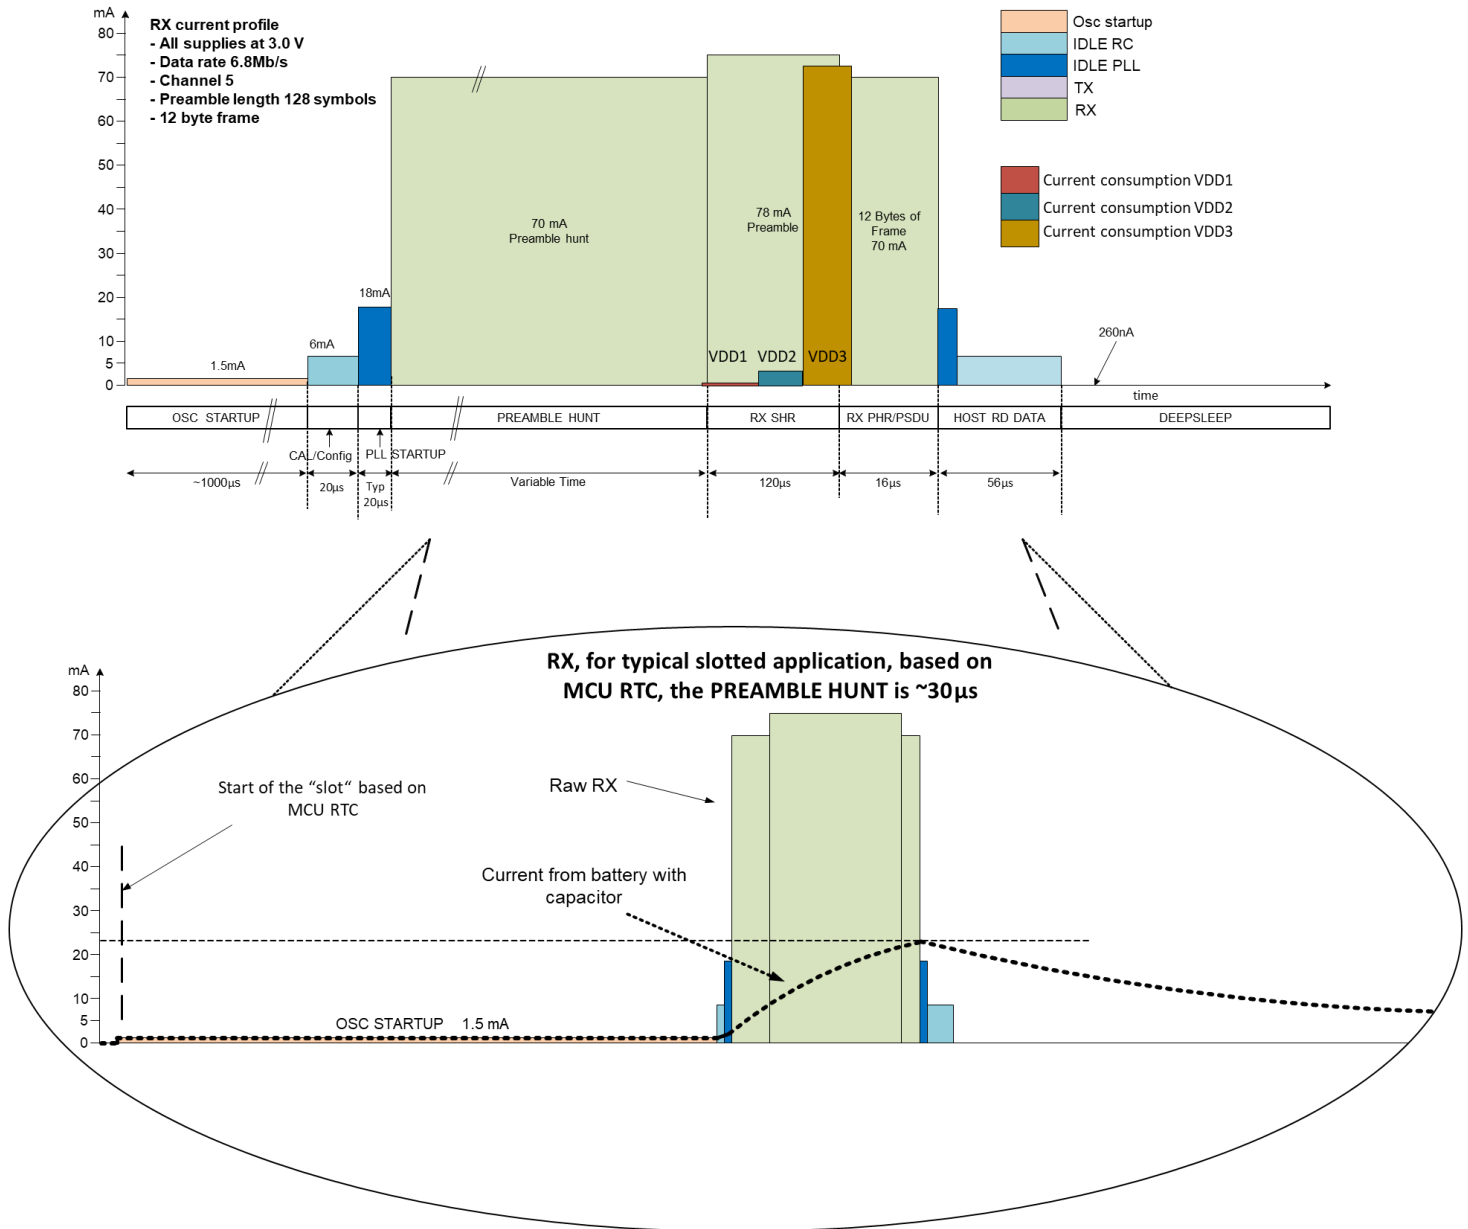 mA
RX current profile
- All supplies at 3.0 V
- Data rate 6.8Mb/s
- Channel 5
- Preamble length 128 symbols
- 12 byte frame
80
70
60
50
40
30
20
10
5
0
Osc startup
IDLE RC
IDLE PLL
TX
RX
Current consumption VDD1
Current consumption VDD2
Current consumption VDD3
1.5mA
6mA
18mA
70 mA
Preamble hunt
78 mA
Preamble
12 Bytes of
Frame
70 mA
VDD1
VDD2
VDD3
260nA
time
OSC STARTUP
PREAMBLE HUNT
RX SHR
RX PHR/PSDU
HOST RD DATA
DEEPSLEEP
CAL/Config
PLL STARTUP
~1000µs
20µs
Typ
20µs
Variable Time
120µs
16µs
56µs
RX, for typical slotted application, based on
MCU RTC, the PREAMBLE HUNT is ~30µs
mA
80
70
60
50
40
30
20
10
5
0
Start of the “slot“ based on
MCU RTC
Raw RX
Current from battery with
capacitor
OSC STARTUP 1.5 mA